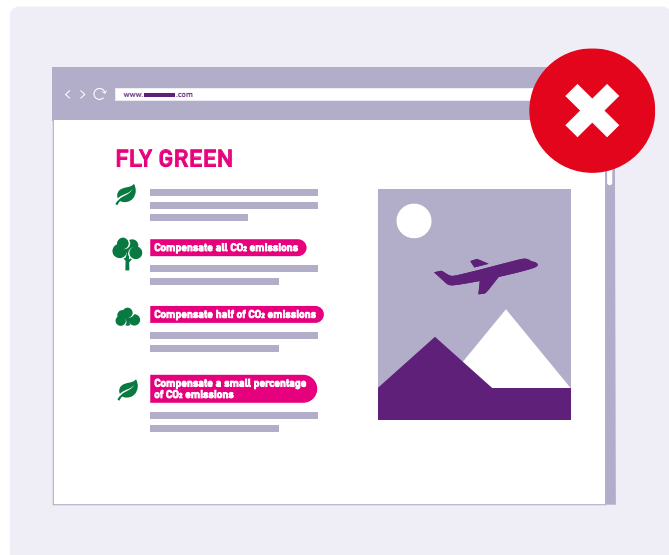 www. .com
FLY GREEN
Compensate all CO₂ emissions
Compensate half of CO₂ emissions
Compensate a small percentage
of CO₂ emissions